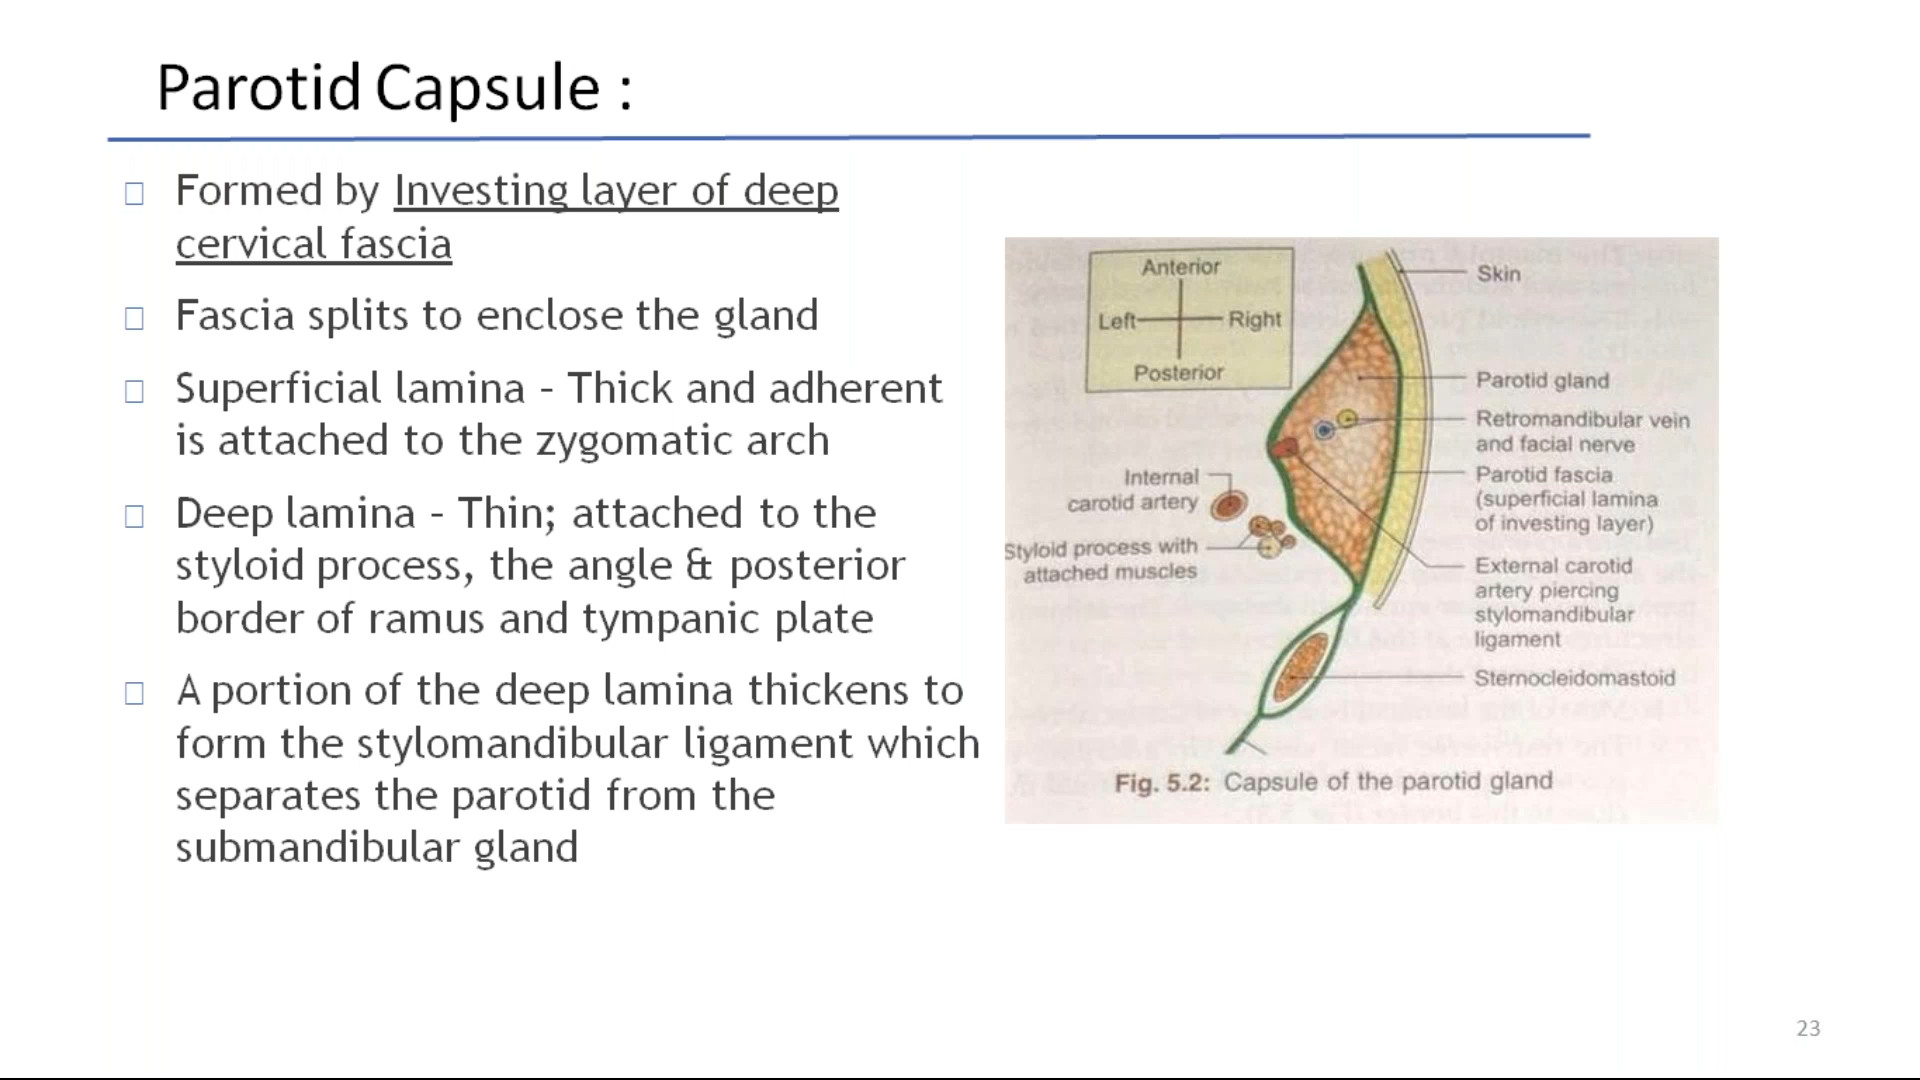 Parotid Capsule :
Formed by Investing layer of deep
cervical fascia
Fascia splits to enclose the gland
Superficial lamina - Thick and adherent
is attached to the zygomatic arch
Deep lamina - Thin; attached to the
styloid process, the angle & posterior
border of ramus and tympanic plate
A portion of the deep lamina thickens to
form the stylomandibular ligament which
separates the parotid from the
submandibular gland
Anterior
Left
Right
Posterior
Skin
Parotid gland
Retromandibular vein
and facial nerve
Parotid fascia
(superficial lamina
of investing layer)
Internal
carotid artery
Styloid process with
attached muscles
External carotid
artery piercing
stylomandibular
ligament
Sternocleidomastoid
Fig. 5.2: Capsule of the parotid gland
23